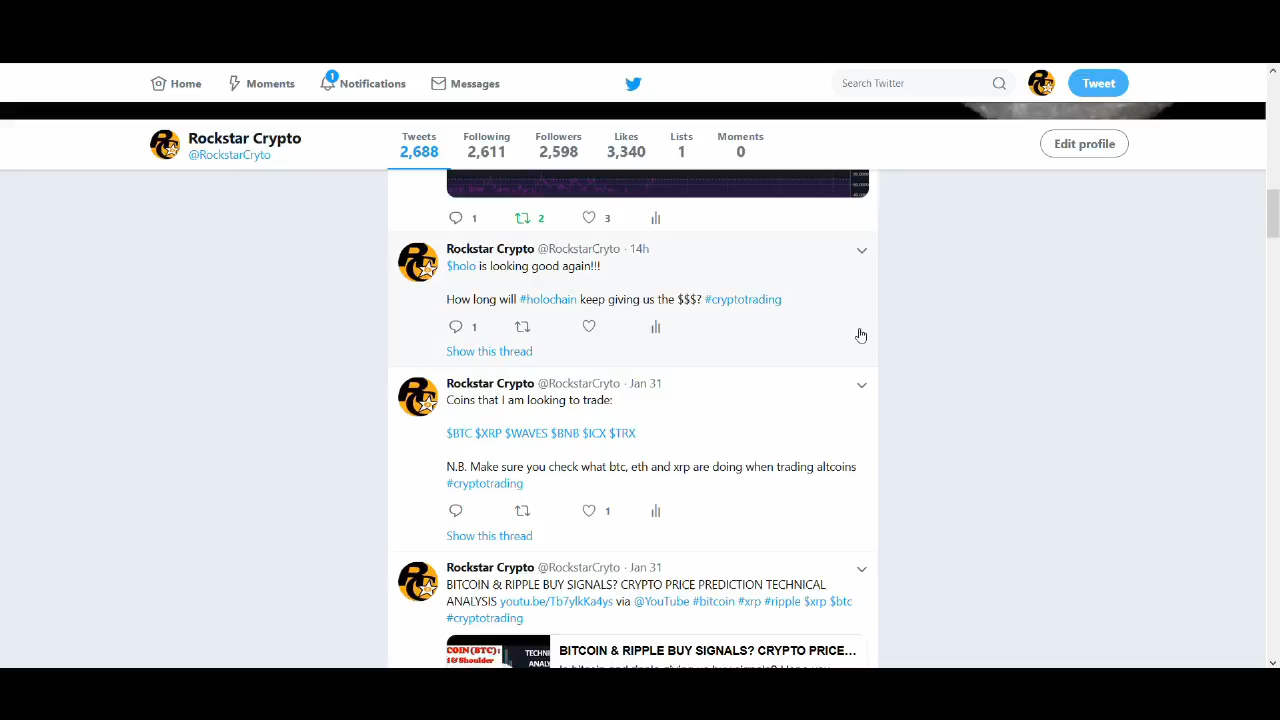 Home Moments 1 Notifications Messages Search Twitter Tweet
Rockstar Crypto
@RockstarCryto
Tweets Following Followers Likes Lists Moments
2,688 2,611 2,598 3,340 1 0
Edit profile
1 2 3
Rockstar Crypto @RockstarCryto · 14h
$holo is looking good again!!!
How long will #holochain keep giving us the $$$? #cryptotrading
1
Show this thread
Rockstar Crypto @RockstarCryto · Jan 31
Coins that I am looking to trade:
$BTC $XRP $WAVES $BNB $ICX $TRX
N.B. Make sure you check what btc, eth and xrp are doing when trading altcoins
#cryptotrading
1
Show this thread
Rockstar Crypto @RockstarCryto · Jan 31
BITCOIN & RIPPLE BUY SIGNALS? CRYPTO PRICE PREDICTION TECHNICAL
ANALYSIS youtu.be/Tb7ylkKa4ys via @YouTube #bitcoin #xrp #ripple $xrp $btc
#cryptotrading
BITCOIN & RIPPLE BUY SIGNALS? CRYPTO PRICE...